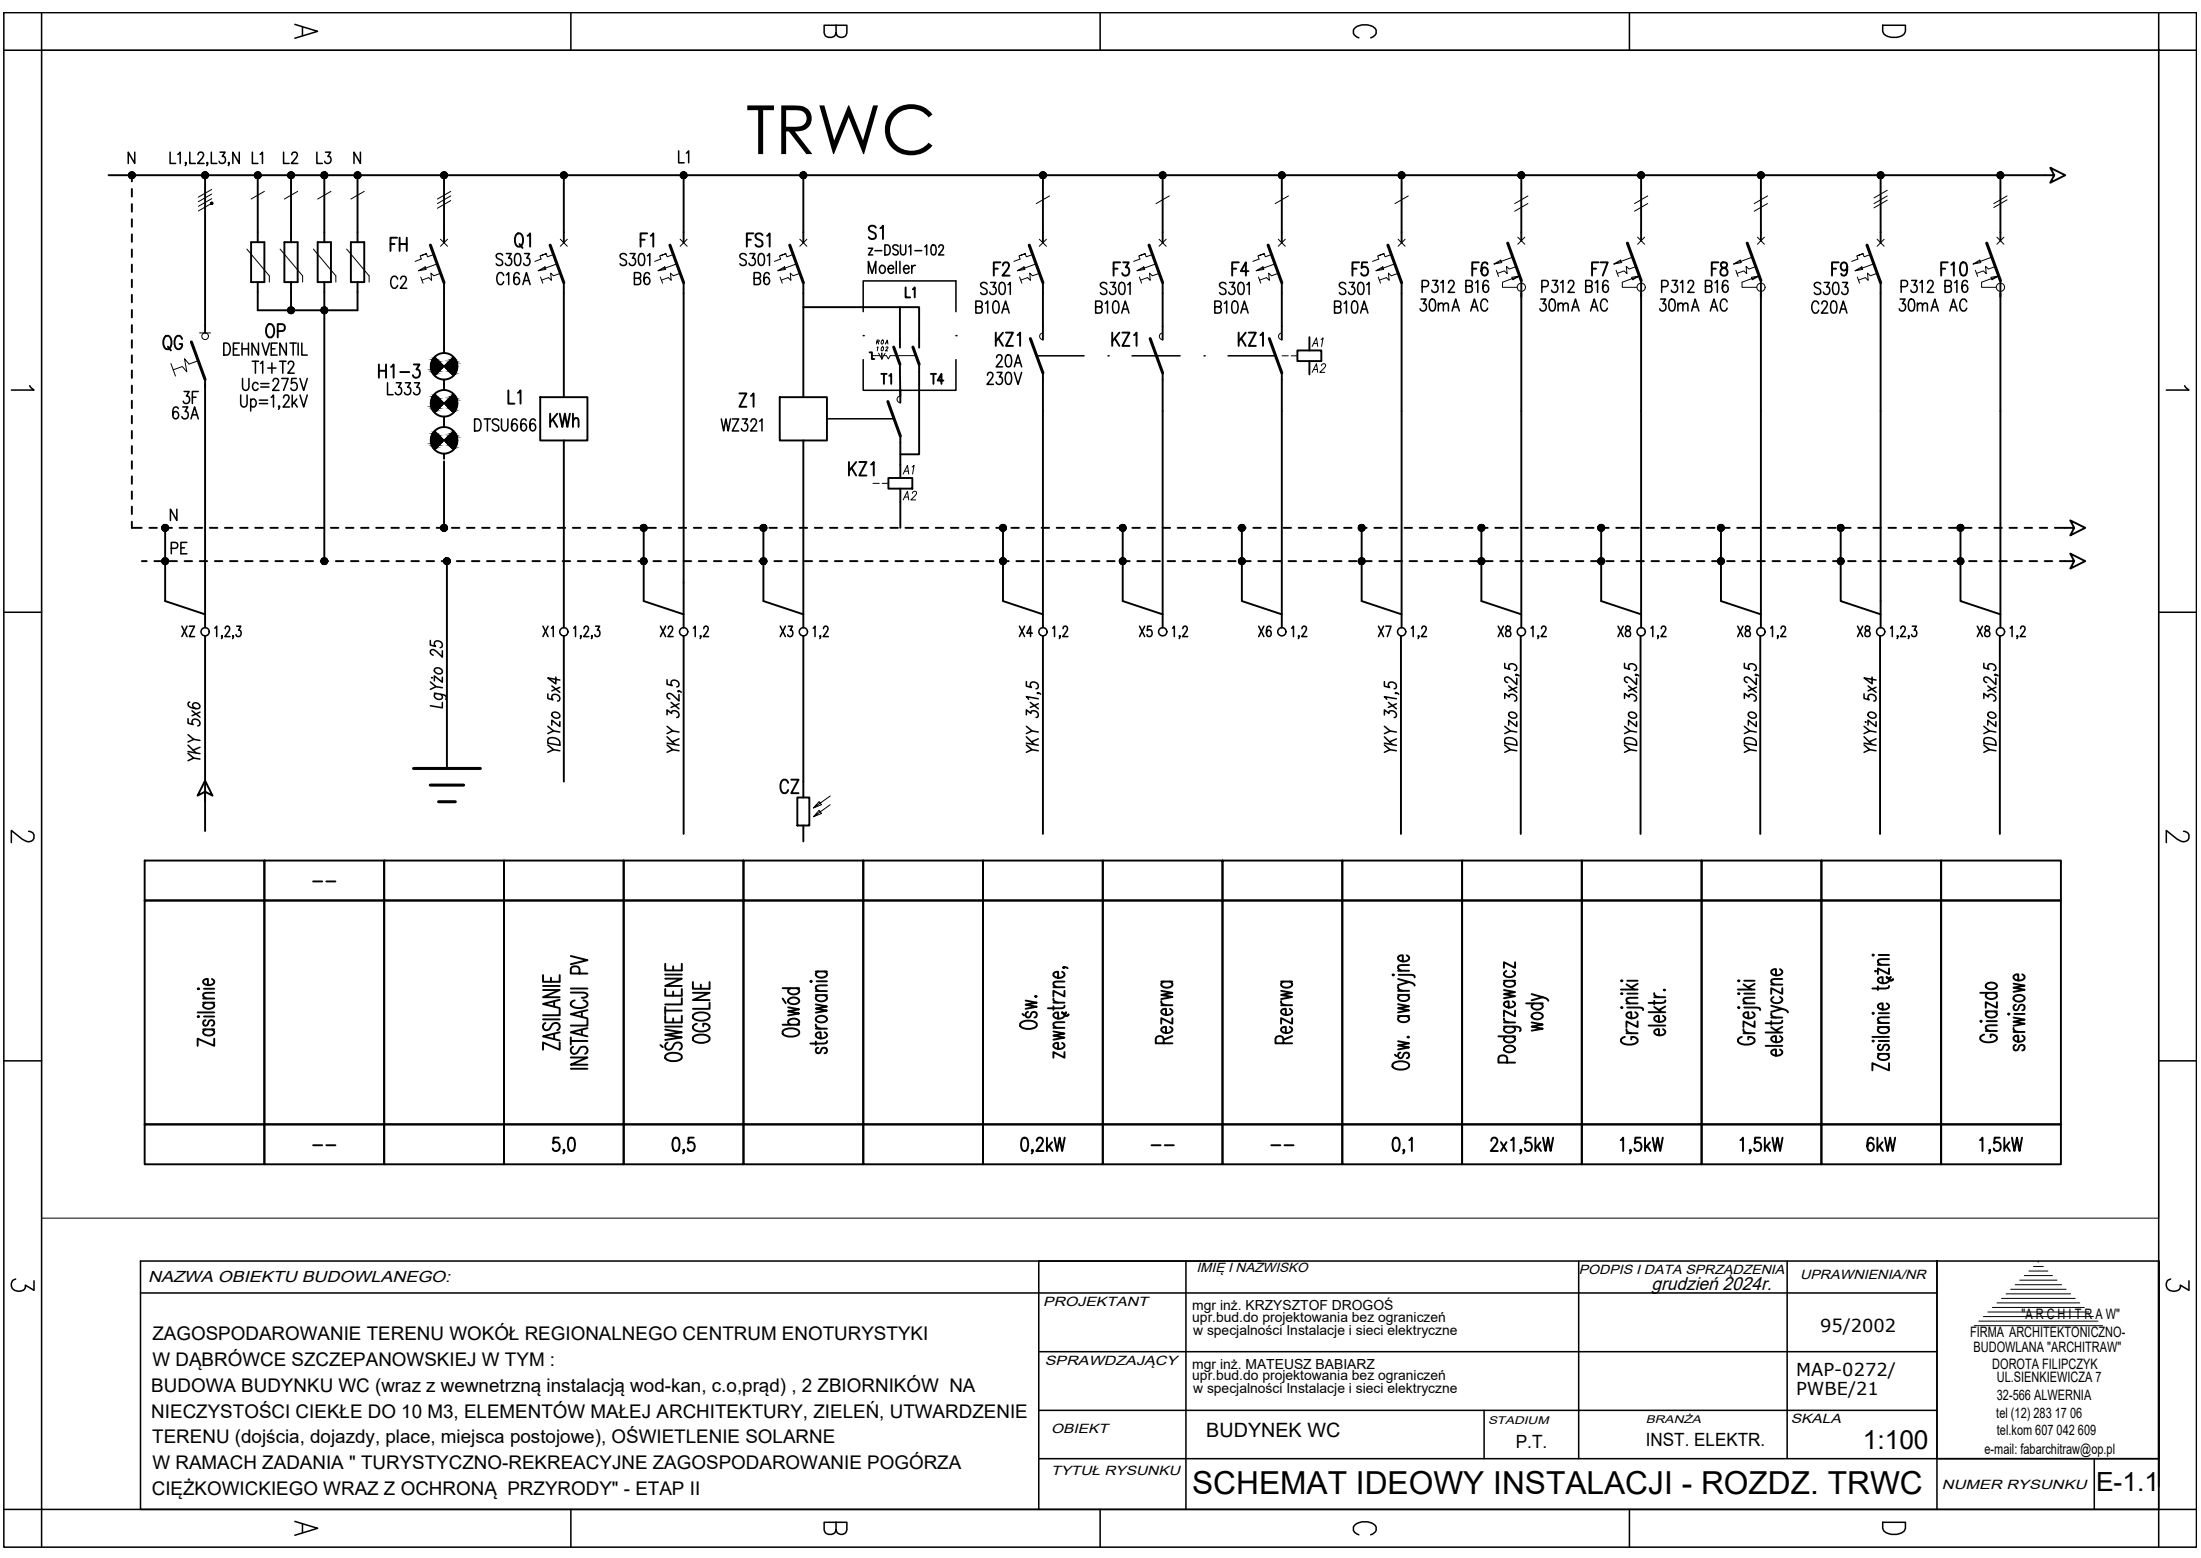 A B C D
TRWC
N L1,L2,L3,N L1 L2 L3 N L1
QG
3F
63A
OP
DEHNVENTIL
T1+T2
Uc=275V
Up=1,2kV
FH
C2
H1-3
L333
Q1
S303
C16A
L1
DTSU666
KWh
F1
S301
B6
FS1
S301
B6
Z1
WZ321
S1
z-DSU1-102
Moeller
L1
ROA
102
T1 T4
KZ1
A1
A2
F2
S301
B10A
KZ1
20A
230V
F3
S301
B10A
KZ1
F4
S301
B10A
KZ1
A1
A2
F5
S301
B10A
F6
P312 B16
30mA AC
F7
P312 B16
30mA AC
F8
P312 B16
30mA AC
F9
S303
C20A
F10
P312 B16
30mA AC
1 1
N
PE
XZ 1,2,3 X1 1,2,3 X2 1,2 X3 1,2 X4 1,2 X5 1,2 X6 1,2 X7 1,2 X8 1,2 X8 1,2 X8 1,2 X8 1,2,3 X8 1,2
YKY 5x6
LgYżo 25
YDYzo 5x4
YKY 3x2,5
CZ
YKY 3x1,5
YKY 3x1,5
YDYzo 3x2,5
YDYzo 3x2,5
YDYzo 3x2,5
YKYżo 5x4
YDYzo 3x2,5
2 2
--
Zasilanie
ZASILANIE
INSTALACJI PV
OŚWIETLENIE
OGOLNE
Obwód
sterowania
Ośw.
zewnętrzne,
Rezerwa
Rezerwa
Ośw. awaryjne
Podgrzewacz
wody
Grzejniki
elektr.
Grzejniki
elektryczne
Zasilanie tężni
Gniazdo
serwisowe
-- 5,0 0,5 0,2kW -- -- 0,1 2x1,5kW 1,5kW 1,5kW 6kW 1,5kW
3 3
NAZWA OBIEKTU BUDOWLANEGO:
ZAGOSPODAROWANIE TERENU WOKÓŁ REGIONALNEGO CENTRUM ENOTURYSTYKI
W DĄBRÓWCE SZCZEPANOWSKIEJ W TYM :
BUDOWA BUDYNKU WC (wraz z wewnetrzną instalacją wod-kan, c.o,prąd) , 2 ZBIORNIKÓW NA
NIECZYSTOŚCI CIEKŁE DO 10 M3, ELEMENTÓW MAŁEJ ARCHITEKTURY, ZIELEŃ, UTWARDZENIE
TERENU (dojścia, dojazdy, place, miejsca postojowe), OŚWIETLENIE SOLARNE
W RAMACH ZADANIA " TURYSTYCZNO-REKREACYJNE ZAGOSPODAROWANIE POGÓRZA
CIĘŻKOWICKIEGO WRAZ Z OCHRONĄ PRZYRODY" - ETAP II
IMIĘ I NAZWISKO
PODPIS I DATA SPRZĄDZENIA
grudzień 2024r.
UPRAWNIENIA/NR
PROJEKTANT
mgr inż. KRZYSZTOF DROGOŚ
upr.bud.do projektowania bez ograniczeń
w specjalności Instalacje i sieci elektryczne
95/2002
SPRAWDZAJĄCY
mgr inż. MATEUSZ BABIARZ
upr.bud.do projektowania bez ograniczeń
w specjalności Instalacje i sieci elektryczne
MAP-0272/
PWBE/21
OBIEKT
BUDYNEK WC
STADIUM
P.T.
BRANŻA
INST. ELEKTR.
SKALA
1:100
TYTUŁ RYSUNKU
SCHEMAT IDEOWY INSTALACJI - ROZDZ. TRWC
"ARCHITRAW"
FIRMA ARCHITEKTONICZNO-
BUDOWLANA "ARCHITRAW"
DOROTA FILIPCZYK
UL.SIENKIEWICZA 7
32-566 ALWERNIA
tel (12) 283 17 06
tel.kom 607 042 609
e-mail: fabarchitraw@op.pl
NUMER RYSUNKU
E-1.1
A B C D